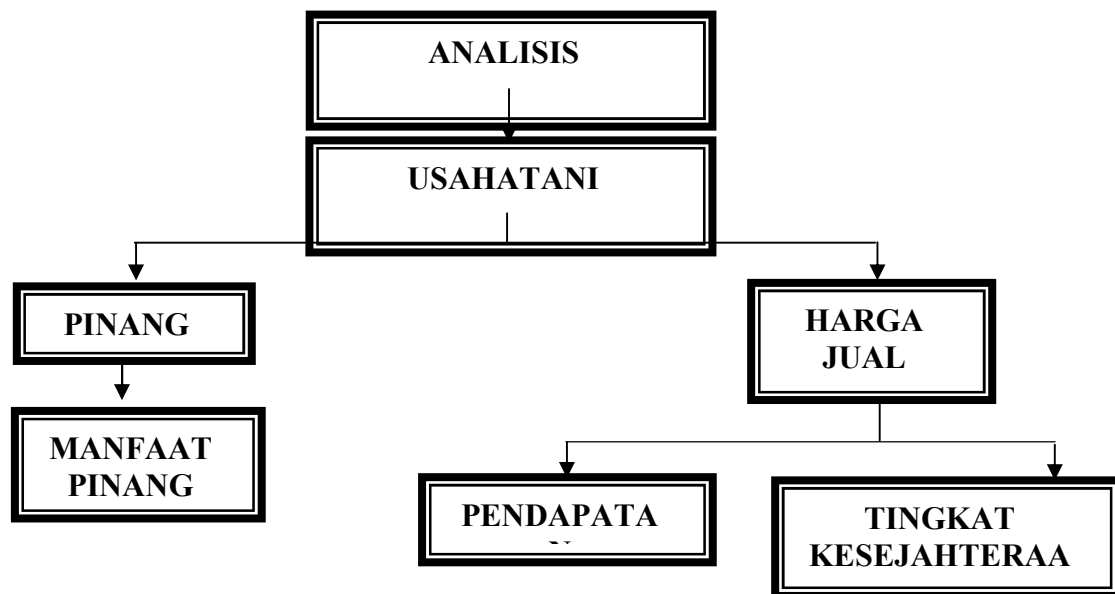 ANALISIS
USAHATANI
PINANG
HARGA
JUAL
MANFAAT
PINANG
PENDAPATA
TINGKAT
KESEJAHTERAA